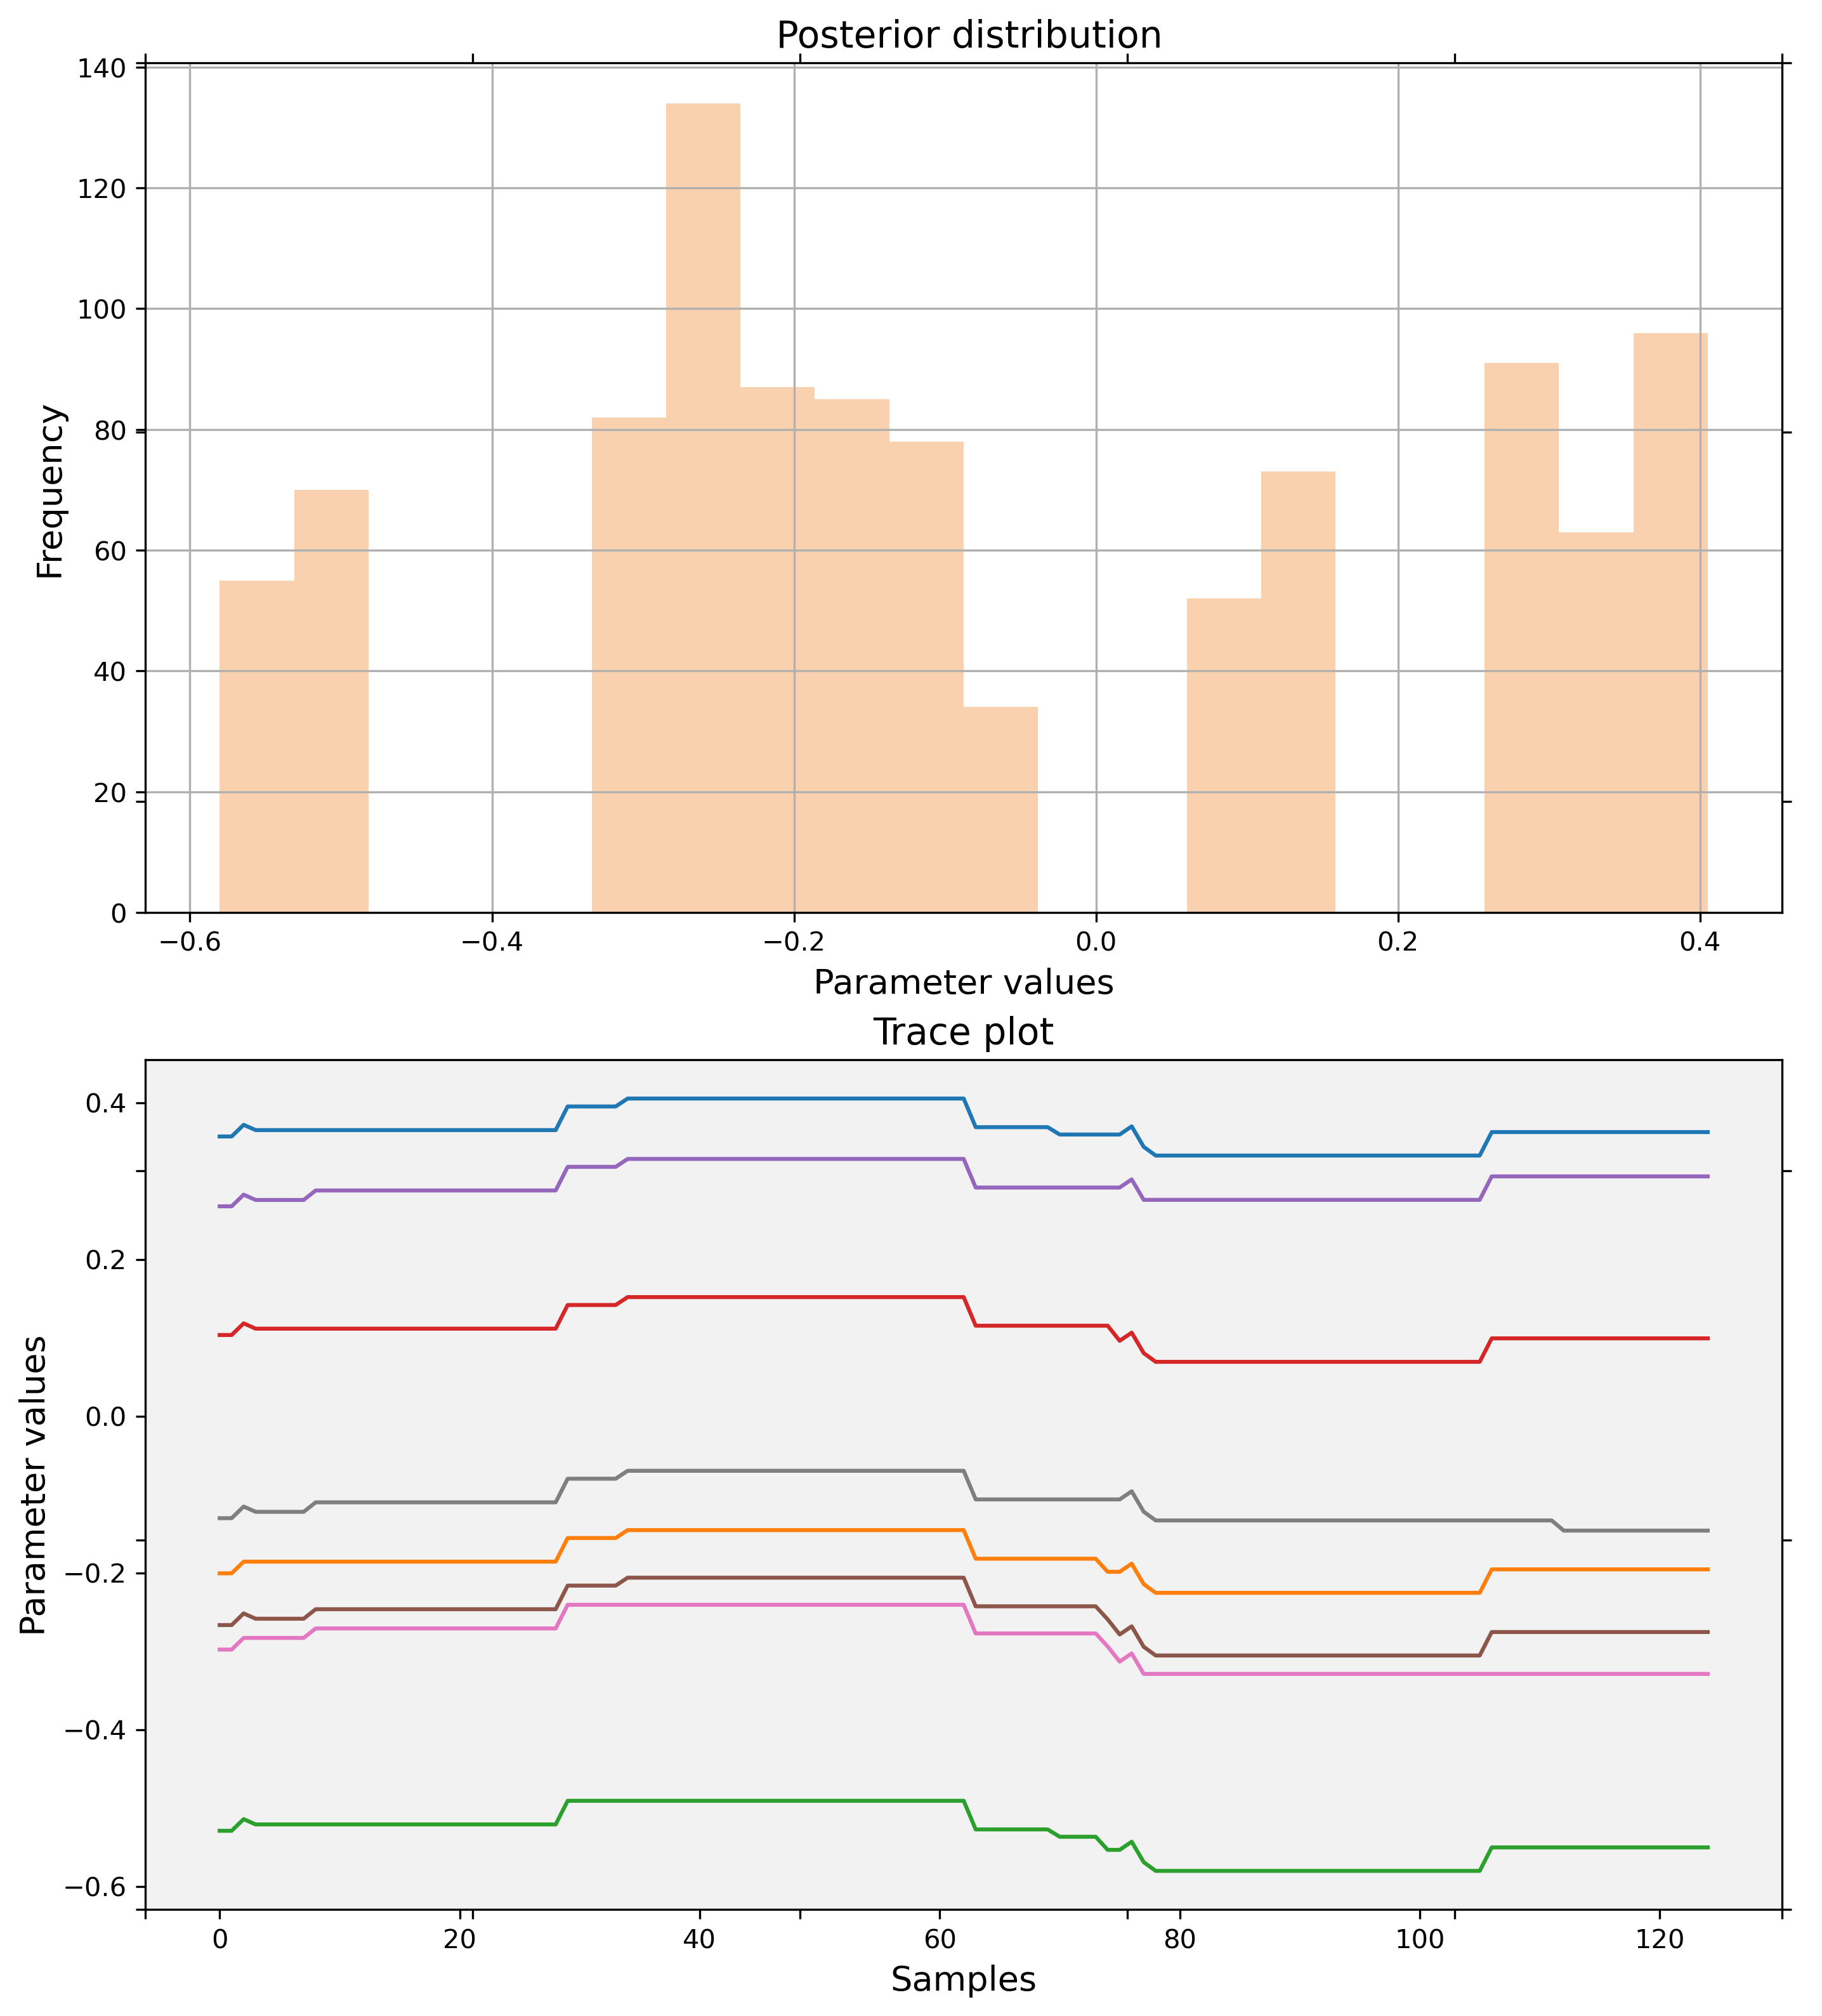 Posterior distribution
140
120
100
80
60
40
20
0
Frequency
−0.6 −0.4 −0.2 0.0 0.2 0.4
Parameter values
Trace plot
0.4
0.2
0.0
−0.2
−0.4
−0.6
Parameter values
0 20 40 60 80 100 120
Samples